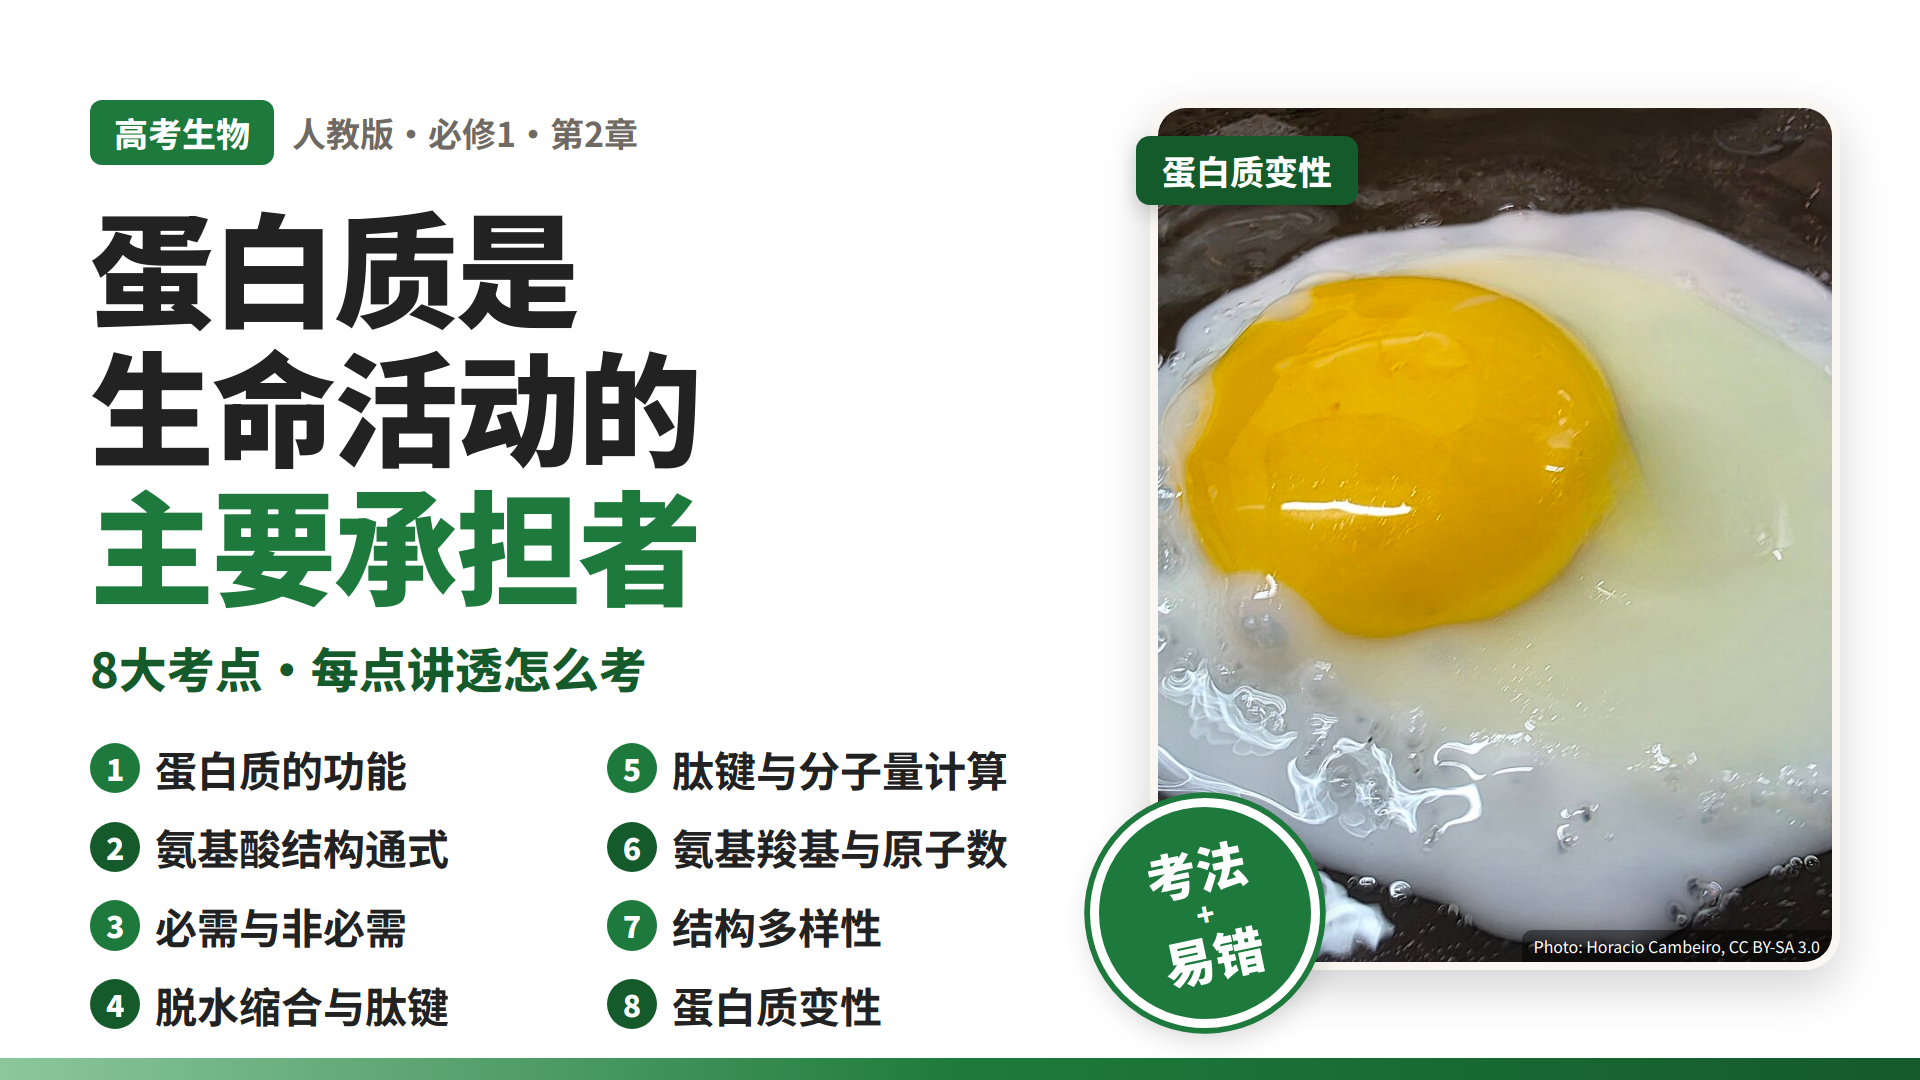 高考生物 人教版・必修1・第2章
蛋白质是
生命活动的
主要承担者
8大考点・每点讲透怎么考
1 蛋白质的功能
2 氨基酸结构通式
3 必需与非必需
4 脱水缩合与肽键
5 肽键与分子量计算
6 氨基羧基与原子数
7 结构多样性
8 蛋白质变性
蛋白质变性
考法
+
易错
Photo: Horacio Cambeiro, CC BY-SA 3.0